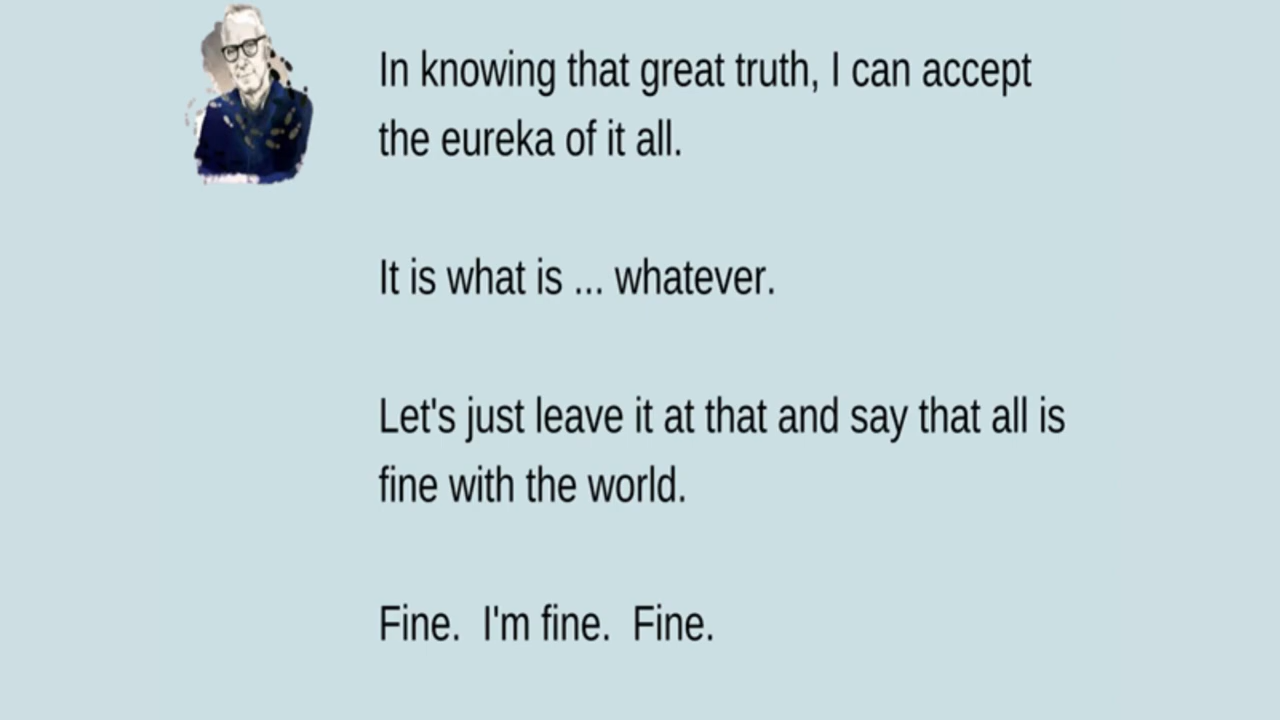 In knowing that great truth, I can accept
the eureka of it all.
It is what is ... whatever.
Let's just leave it at that and say that all is
fine with the world.
Fine.  I'm fine.  Fine.